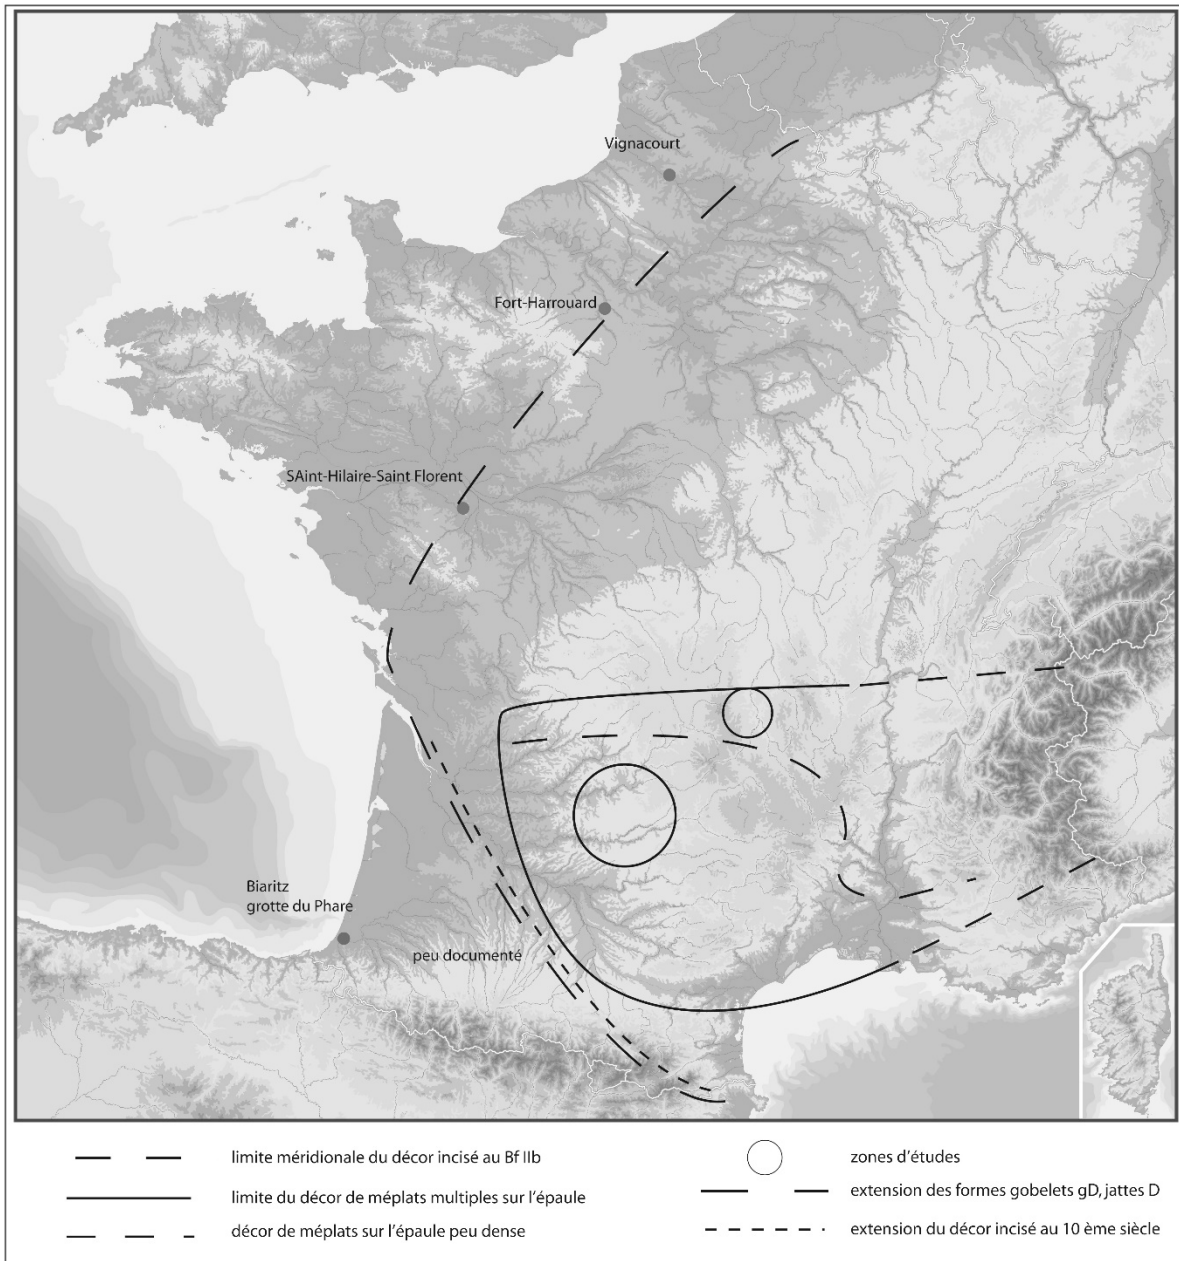 Vignacourt
Fort-Harrouard
SAint-Hilaire-Saint Florent
Biaritz
grotte du Phare
peu documenté
limite méridionale du décor incisé au Bf IIb
limite du décor de méplats multiples sur l'épaule
décor de méplats sur l'épaule peu dense
zones d'études
extension des formes gobelets gD, jattes D
extension du décor incisé au 10 ème siècle